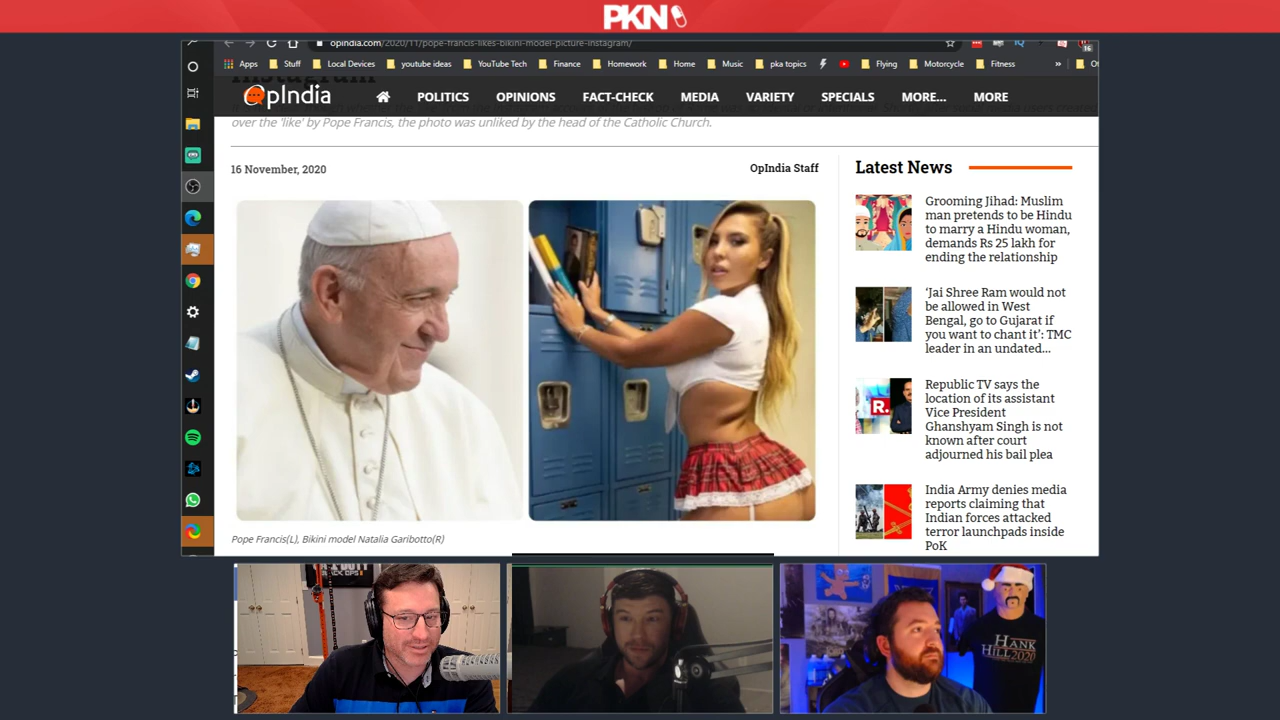 PKN
opindia.com/2020/11/pope-francis-likes-bikini-model-picture-instagram/
16
Apps Stuff Local Devices youtube ideas YouTube Tech Finance Homework Home Music pka topics Flying Motorcycle Fitness » O
Instagram
OpIndia POLITICS OPINIONS FACT-CHECK MEDIA VARIETY SPECIALS MORE... MORE
over the 'like' by Pope Francis, the photo was unliked by the head of the Catholic Church.
16 November, 2020
OpIndia Staff
Latest News
Grooming Jihad: Muslim
man pretends to be Hindu
to marry a Hindu woman,
demands Rs 25 lakh for
ending the relationship
‘Jai Shree Ram would not
be allowed in West
Bengal, go to Gujarat if
you want to chant it’: TMC
leader in an undated...
R.
Republic TV says the
location of its assistant
Vice President
Ghanshyam Singh is not
known after court
adjourned his bail plea
India Army denies media
reports claiming that
Indian forces attacked
terror launchpads inside
PoK
Pope Francis(L), Bikini model Natalia Garibotto(R)
HANK
HILL 2020